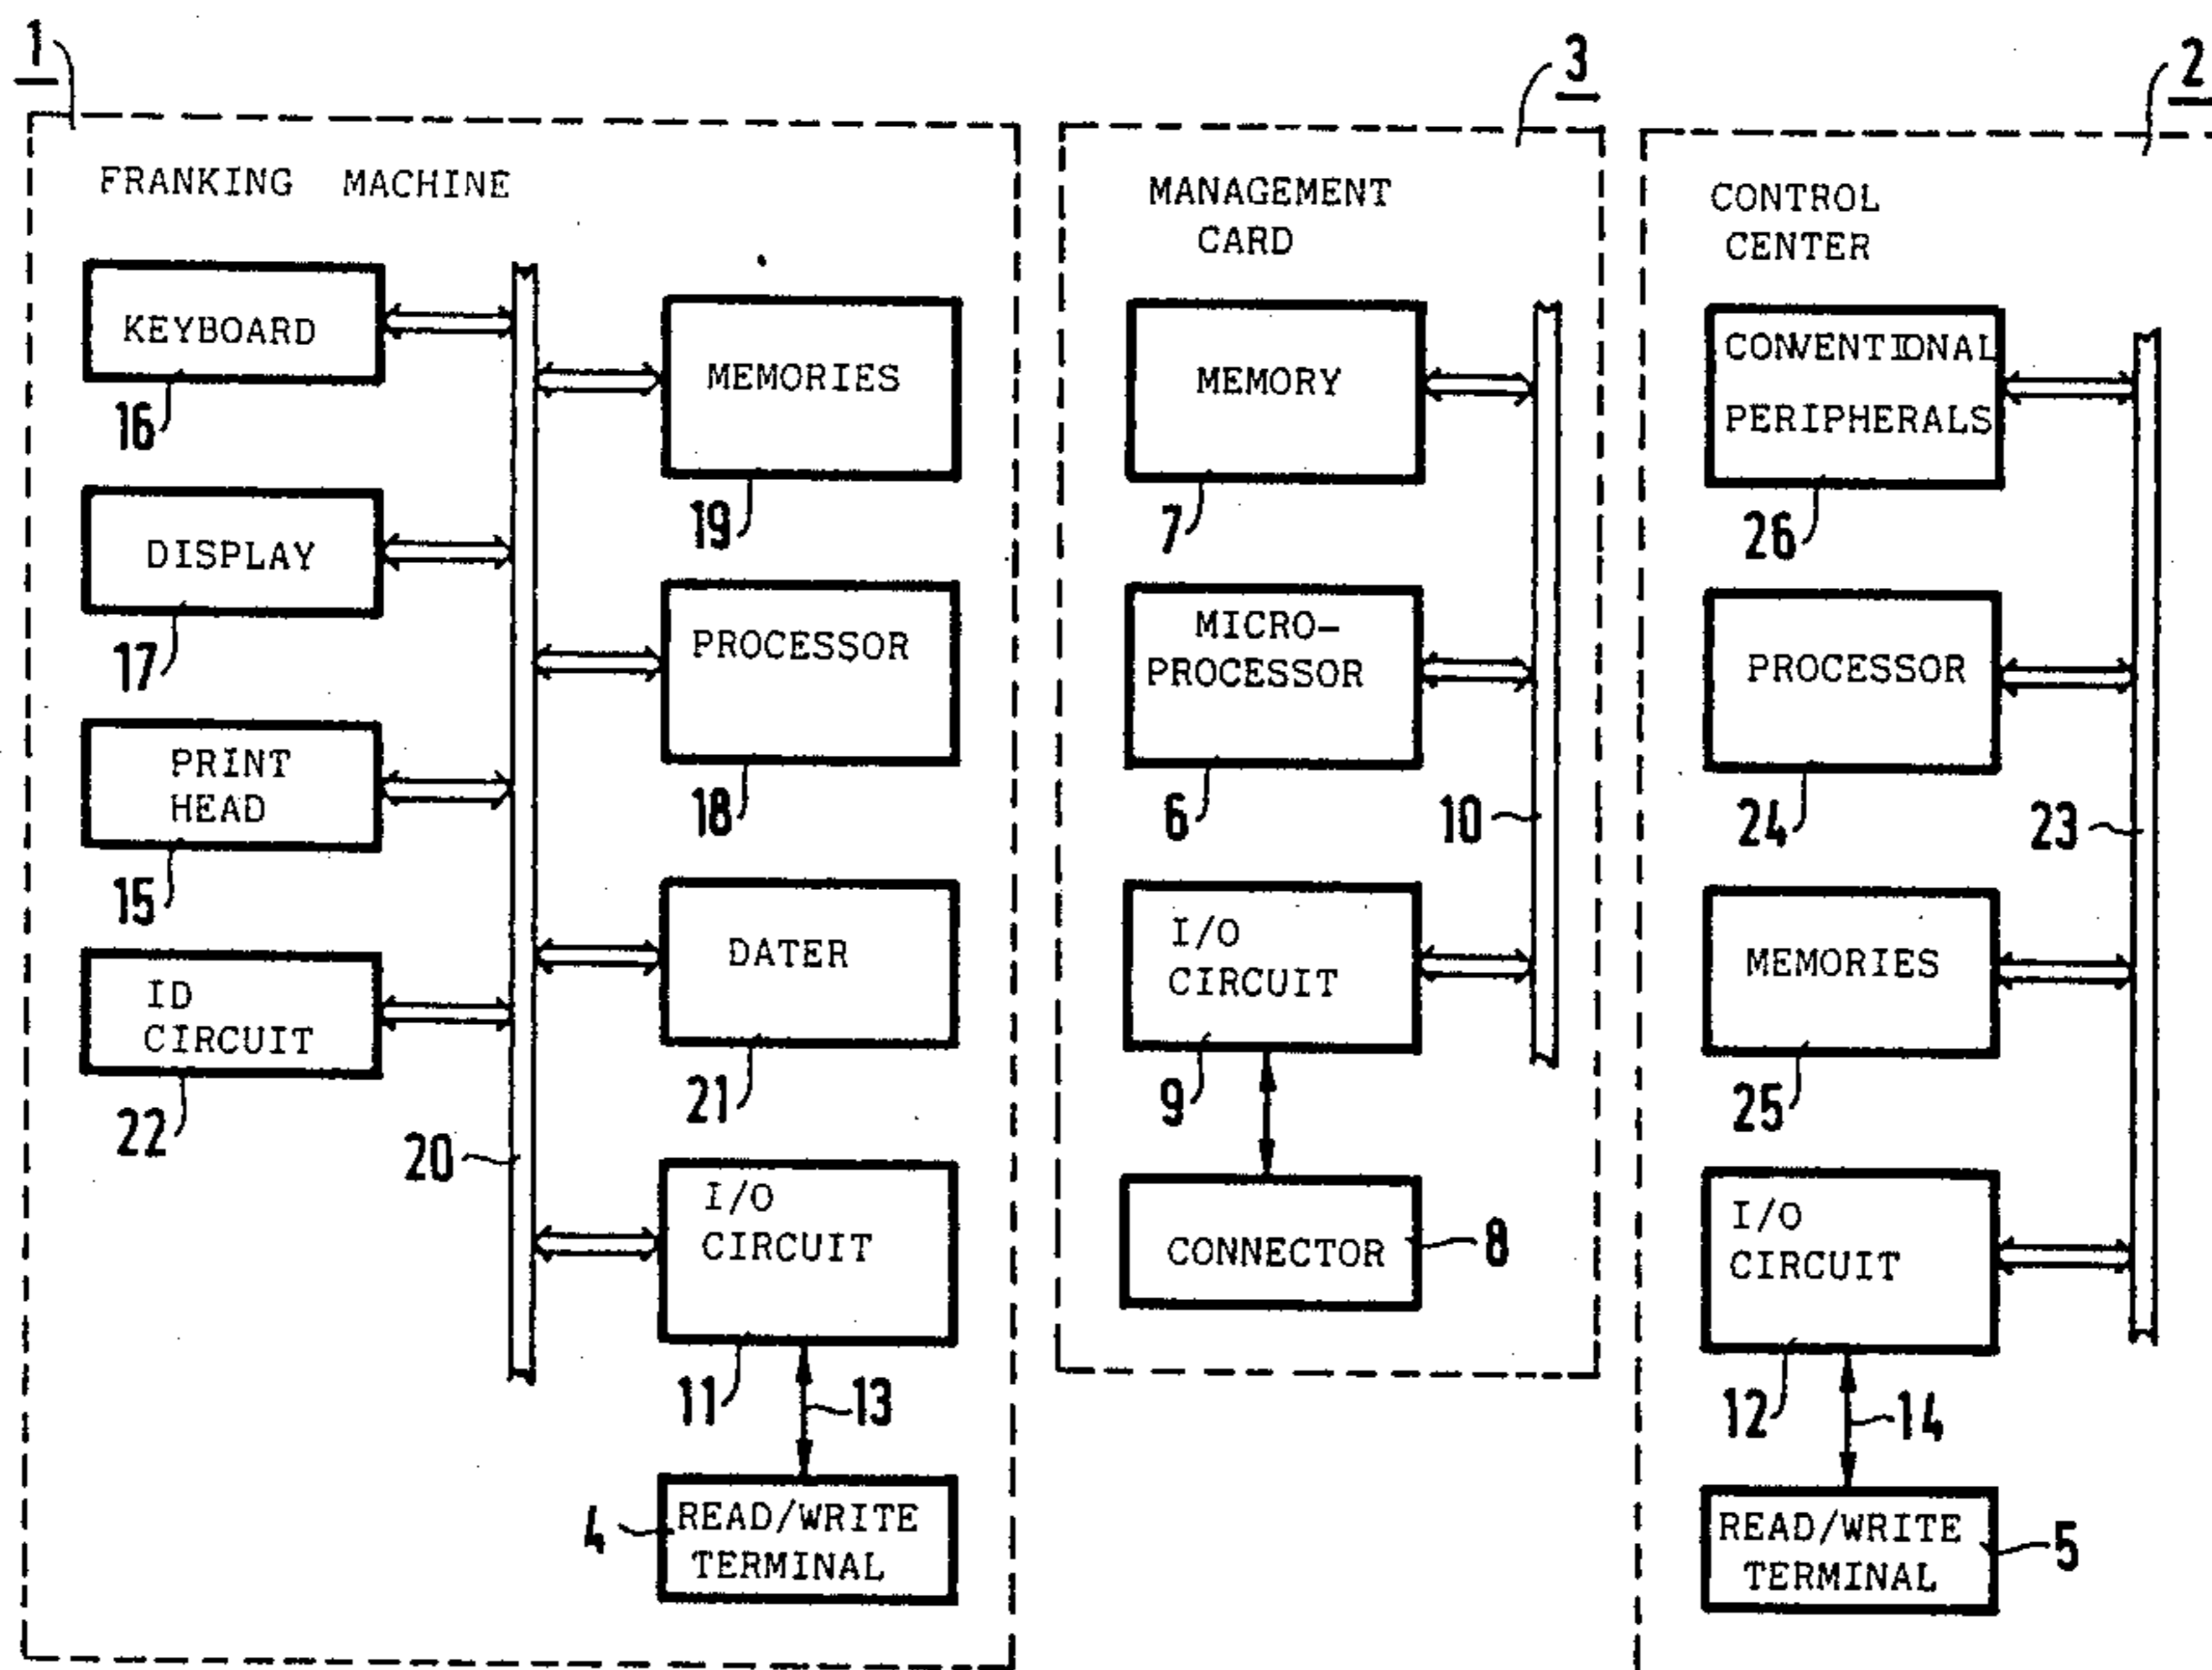 1
3
2
FRANKING MACHINE
KEYBOARD
16
DISPLAY
17
PRINT
HEAD
15
ID
CIRCUIT
22
20
MEMORIES
19
PROCESSOR
18
DATER
21
I/O
CIRCUIT
11
13
4
READ/WRITE
TERMINAL
MANAGEMENT
CARD
MEMORY
7
MICRO-
PROCESSOR
6
10
I/O
CIRCUIT
9
CONNECTOR
8
CONTROL
CENTER
CONVENTIONAL
PERIPHERALS
26
PROCESSOR
24
23
MEMORIES
25
I/O
CIRCUIT
12
14
READ/WRITE
TERMINAL
5